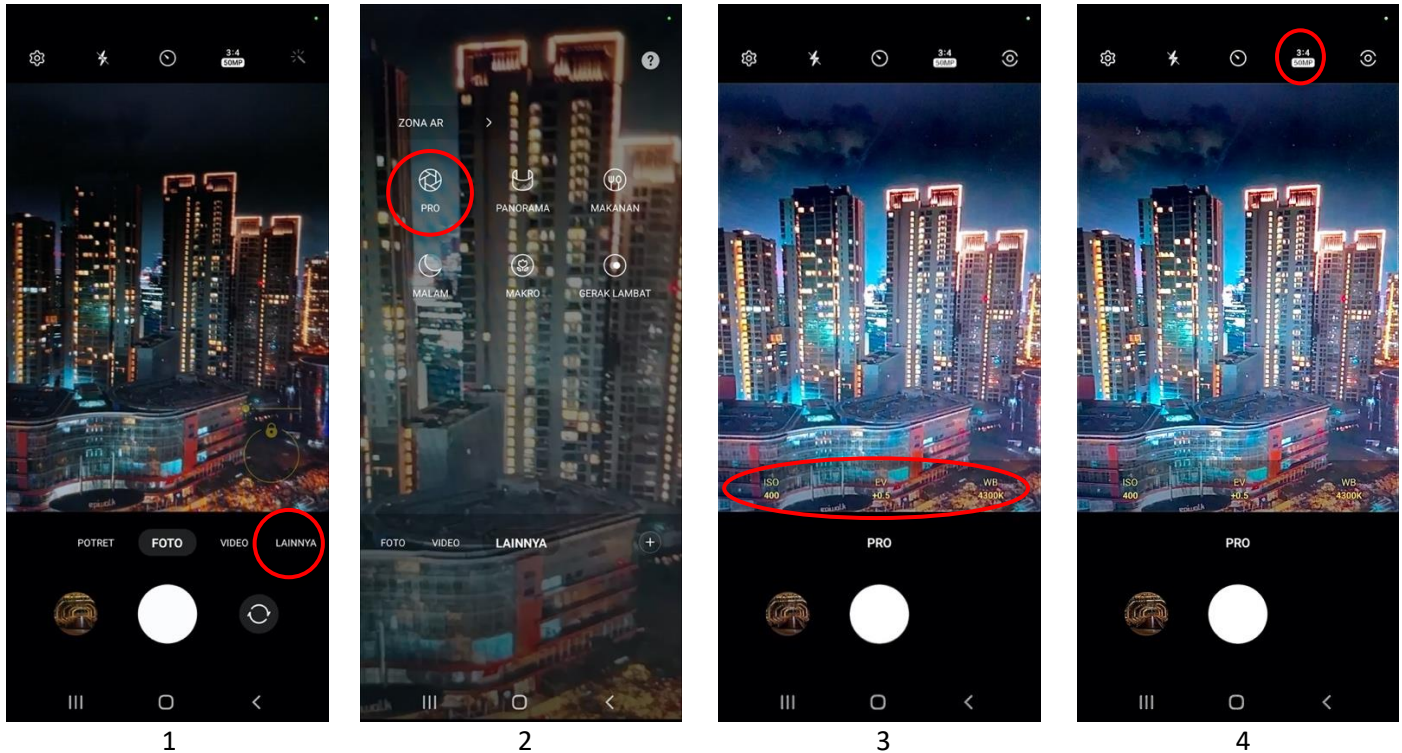 3:4
50MP
POTRET FOTO VIDEO LAINNYA
1
ZONA AR
PRO PANORAMA MAKANAN
MALAM MAKRO GERAK LAMBAT
FOTO VIDEO LAINNYA
2
3:4
50MP
ISO EV WB
400 +0.5 4300K
PRO
3
3:4
50MP
ISO EV WB
400 +0.5 4300K
PRO
4